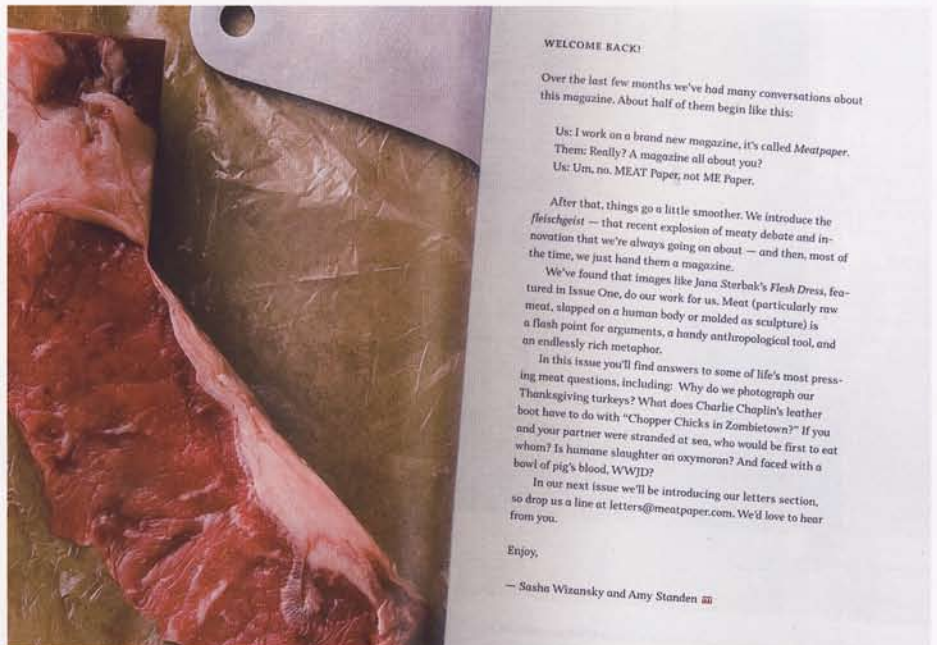 WELCOME BACK!
Over the last few months we've had many conversations about
this magazine. About half of them begin like this:
Us: I work on a brand new magazine, it's called Meatpaper.
Them: Really? A magazine all about you?
Us: Um, no. MEAT Paper, not ME Paper.
After that, things go a little smoother. We introduce the
fleischgeist — that recent explosion of meaty debate and in-
novation that we're always going on about — and then, most of
the time, we just hand them a magazine.
We've found that images like Jana Sterbak's Flesh Dress, fea-
tured in Issue One, do our work for us. Meat (particularly raw
meat, slapped on a human body or molded as sculpture) is
a flash point for arguments, a handy anthropological tool, and
an endlessly rich metaphor.
In this issue you'll find answers to some of life's most press-
ing meat questions, including: Why do we photograph our
Thanksgiving turkeys? What does Charlie Chaplin's leather
boot have to do with "Chopper Chicks in Zombietown?" If you
and your partner were stranded at sea, who would be first to eat
whom? Is humane slaughter an oxymoron? And faced with a
bowl of pig's blood, WWJD?
In our next issue we'll be introducing our letters section,
so drop us a line at letters@meatpaper.com. We'd love to hear
from you.
Enjoy,
— Sasha Wizansky and Amy Standen